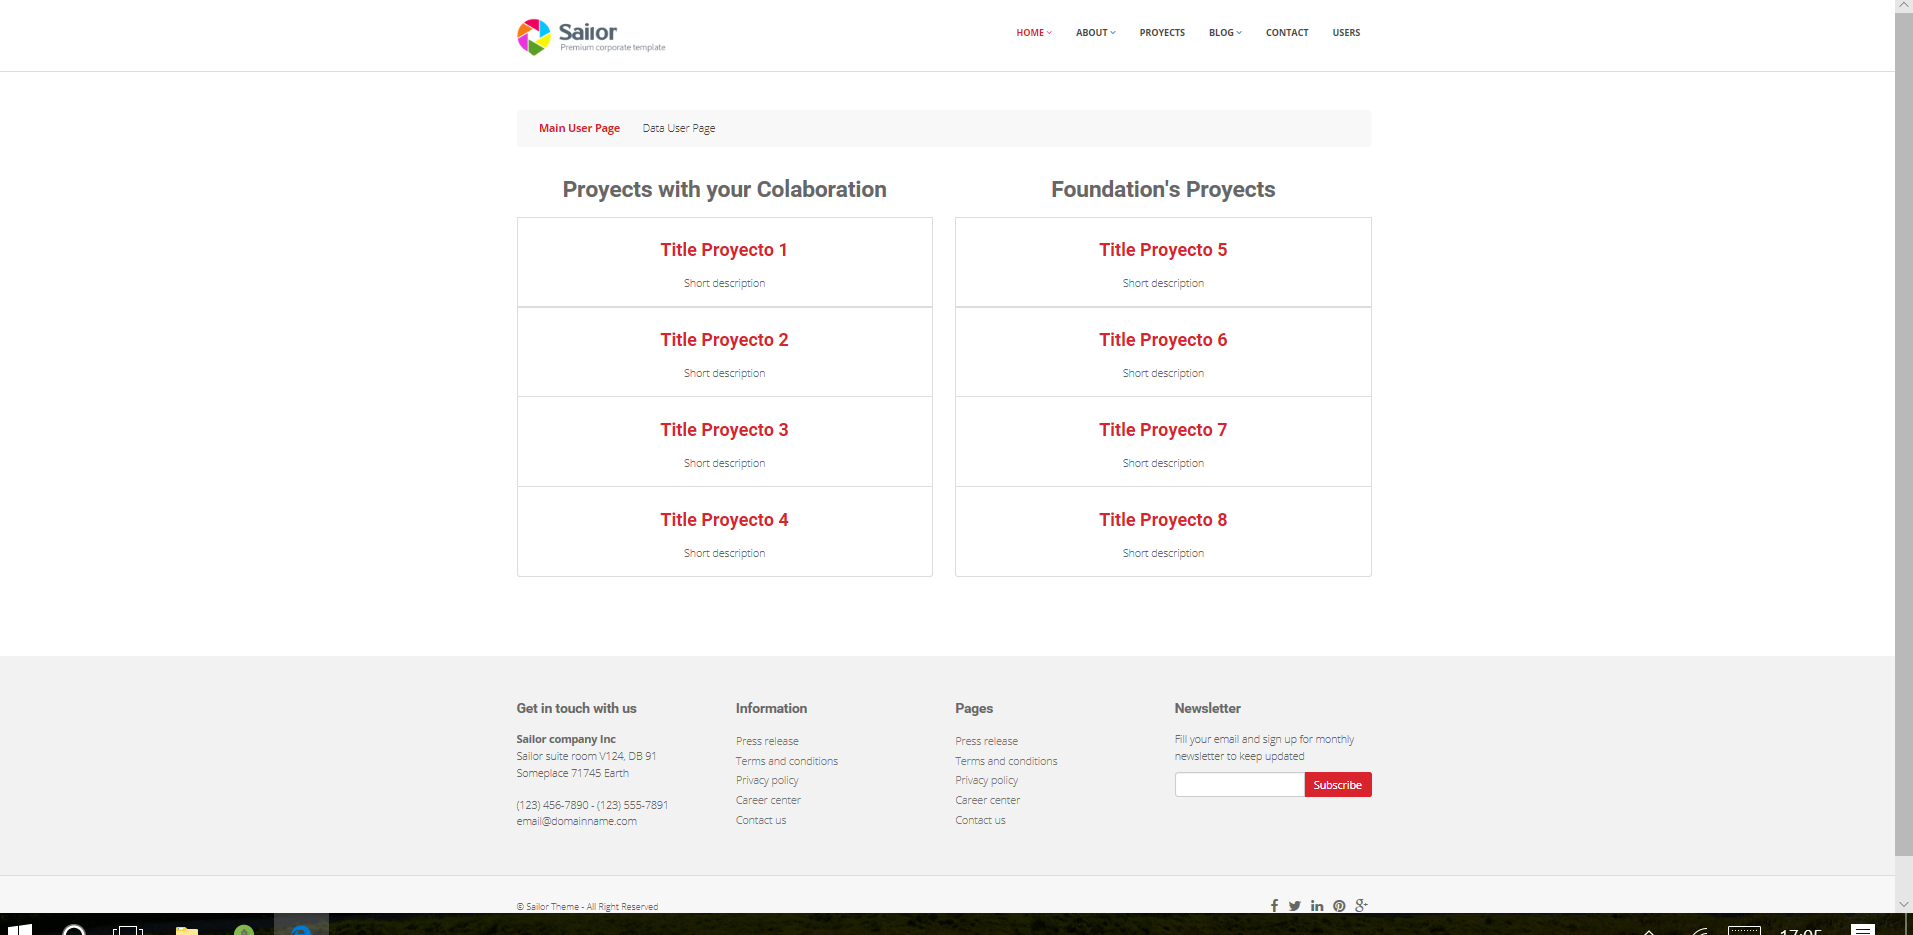 Sailor
Premium corporate template
HOME ABOUT PROYECTS BLOG CONTACT USERS
Main User Page Data User Page
Proyects with your Colaboration
Title Proyecto 1
Short description
Title Proyecto 2
Short description
Title Proyecto 3
Short description
Title Proyecto 4
Short description
Foundation's Proyects
Title Proyecto 5
Short description
Title Proyecto 6
Short description
Title Proyecto 7
Short description
Title Proyecto 8
Short description
Get in touch with us
Sailor company Inc
Sailor suite room V124, DB 91
Someplace 71745 Earth
(123) 456-7890 - (123) 555-7891
email@domainname.com
Information
Press release
Terms and conditions
Privacy policy
Career center
Contact us
Pages
Press release
Terms and conditions
Privacy policy
Career center
Contact us
Newsletter
Fill your email and sign up for monthly
newsletter to keep updated
Subscribe
© Sailor Theme - All Right Reserved